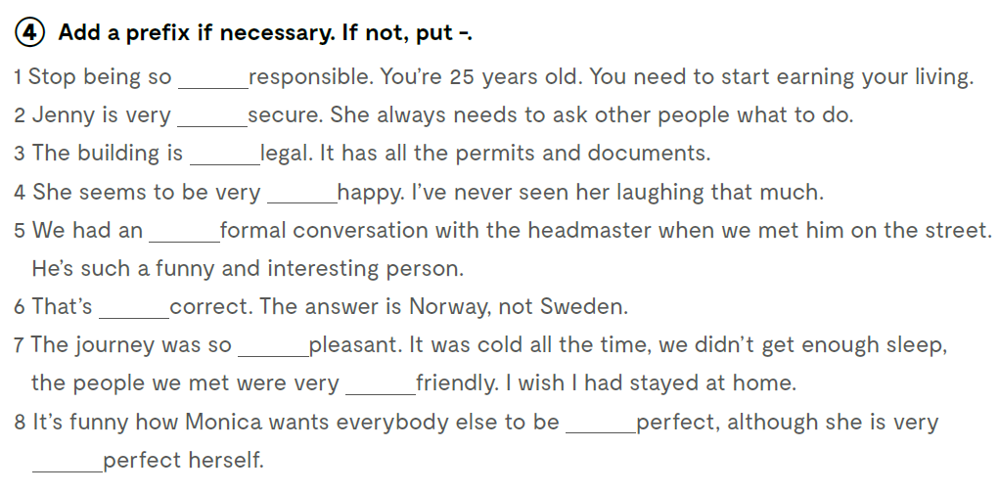 4 Add a prefix if necessary. If not, put -.
1 Stop being so ______responsible. You're 25 years old. You need to start earning your living.
2 Jenny is very ______secure. She always needs to ask other people what to do.
3 The building is ______legal. It has all the permits and documents.
4 She seems to be very ______happy. I've never seen her laughing that much.
5 We had an ______formal conversation with the headmaster when we met him on the street.
He's such a funny and interesting person.
6 That's ______correct. The answer is Norway, not Sweden.
7 The journey was so ______pleasant. It was cold all the time, we didn't get enough sleep,
the people we met were very ______friendly. I wish I had stayed at home.
8 It's funny how Monica wants everybody else to be ______perfect, although she is very
______perfect herself.